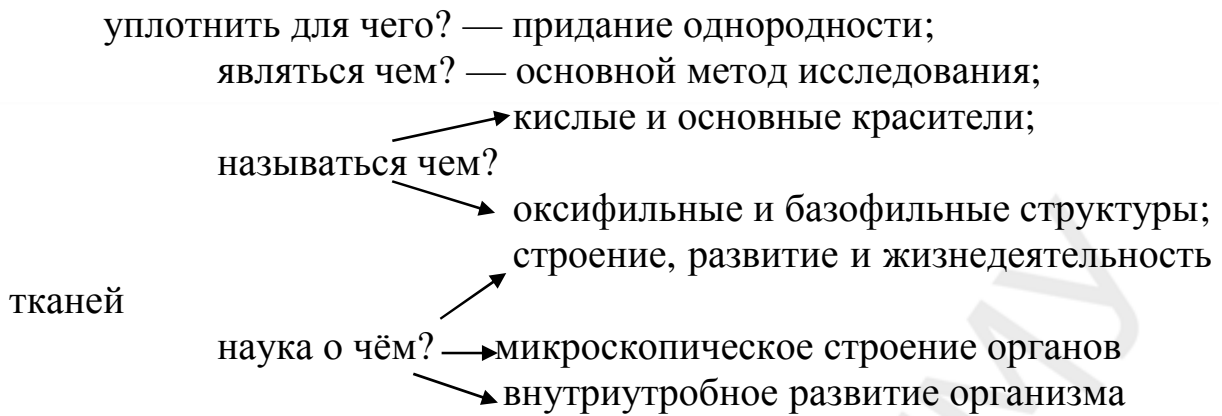 уплотнить для чего? — придание однородности;
являться чем? — основной метод исследования;
кислые и основные красители;
называться чем?
оксифильные и базофильные структуры;
строение, развитие и жизнедеятельность
тканей
наука о чём? микроскопическое строение органов
внутриутробное развитие организма